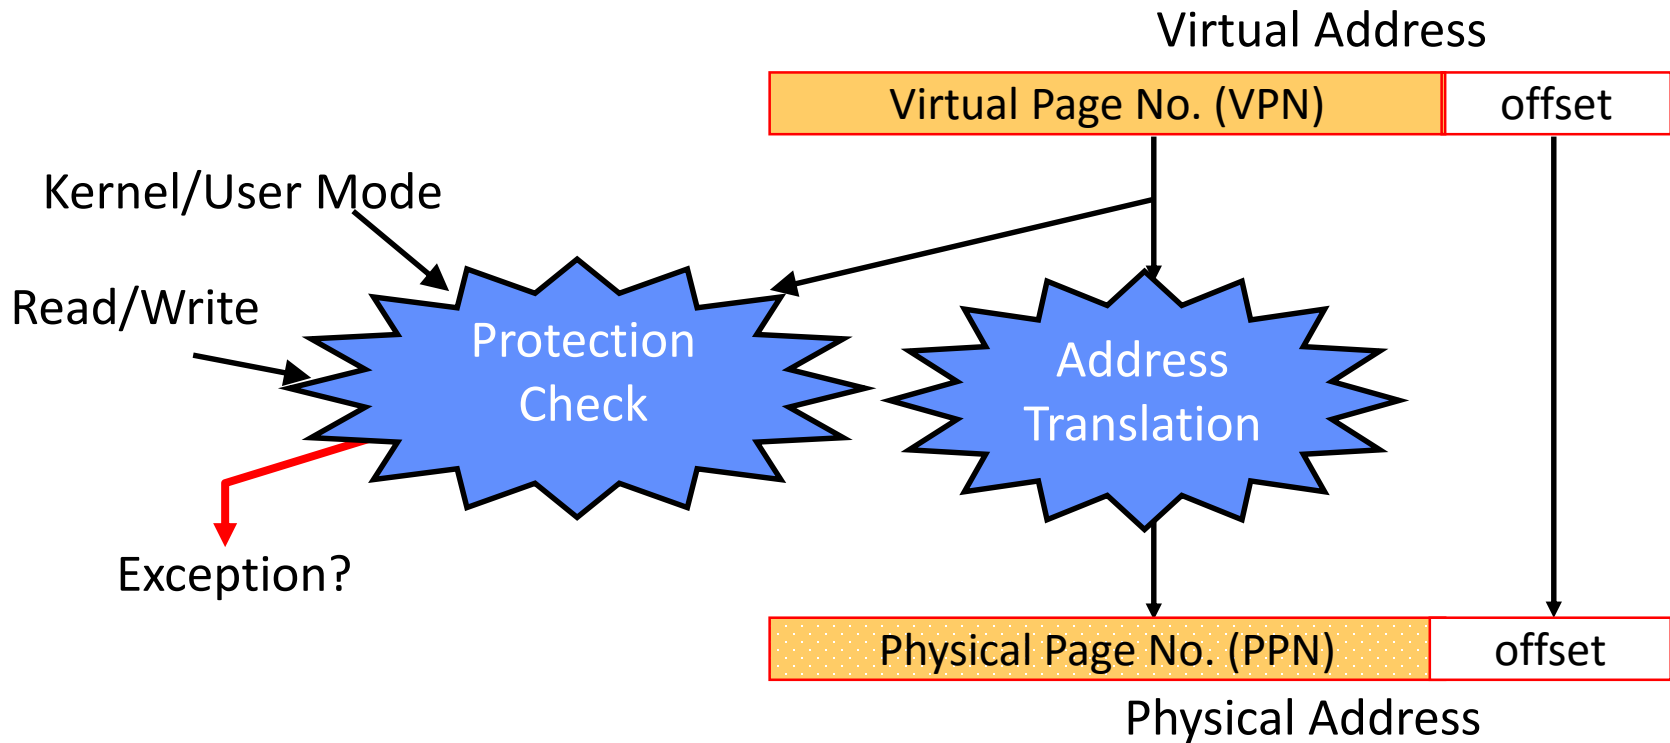 Virtual Address
Virtual Page No. (VPN)
offset
Kernel/User Mode
Read/Write
Protection
Check
Address
Translation
Exception?
Physical Page No. (PPN)
offset
Physical Address